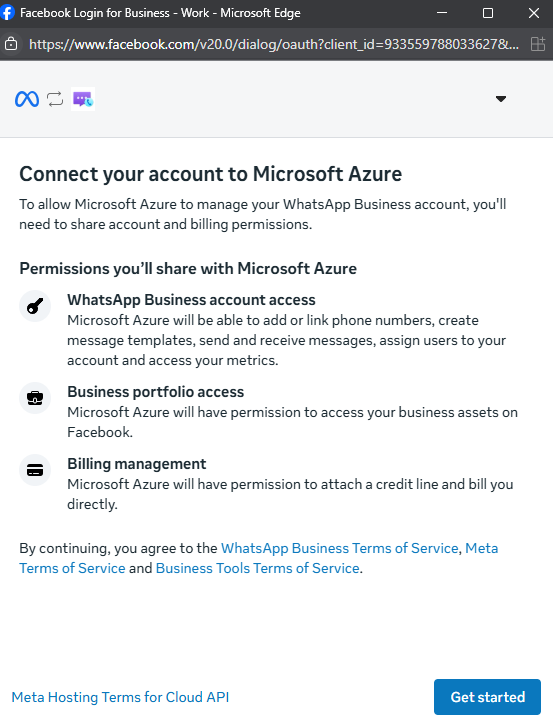 Facebook Login for Business - Work - Microsoft Edge
https://www.facebook.com/v20.0/dialog/oauth?client_id=933559788033627&...
Connect your account to Microsoft Azure
To allow Microsoft Azure to manage your WhatsApp Business account, you'll
need to share account and billing permissions.
Permissions you’ll share with Microsoft Azure
WhatsApp Business account access
Microsoft Azure will be able to add or link phone numbers, create
message templates, send and receive messages, assign users to your
account and access your metrics.
Business portfolio access
Microsoft Azure will have permission to access your business assets on
Facebook.
Billing management
Microsoft Azure will have permission to attach a credit line and bill you
directly.
By continuing, you agree to the WhatsApp Business Terms of Service, Meta
Terms of Service and Business Tools Terms of Service.
Meta Hosting Terms for Cloud API
Get started